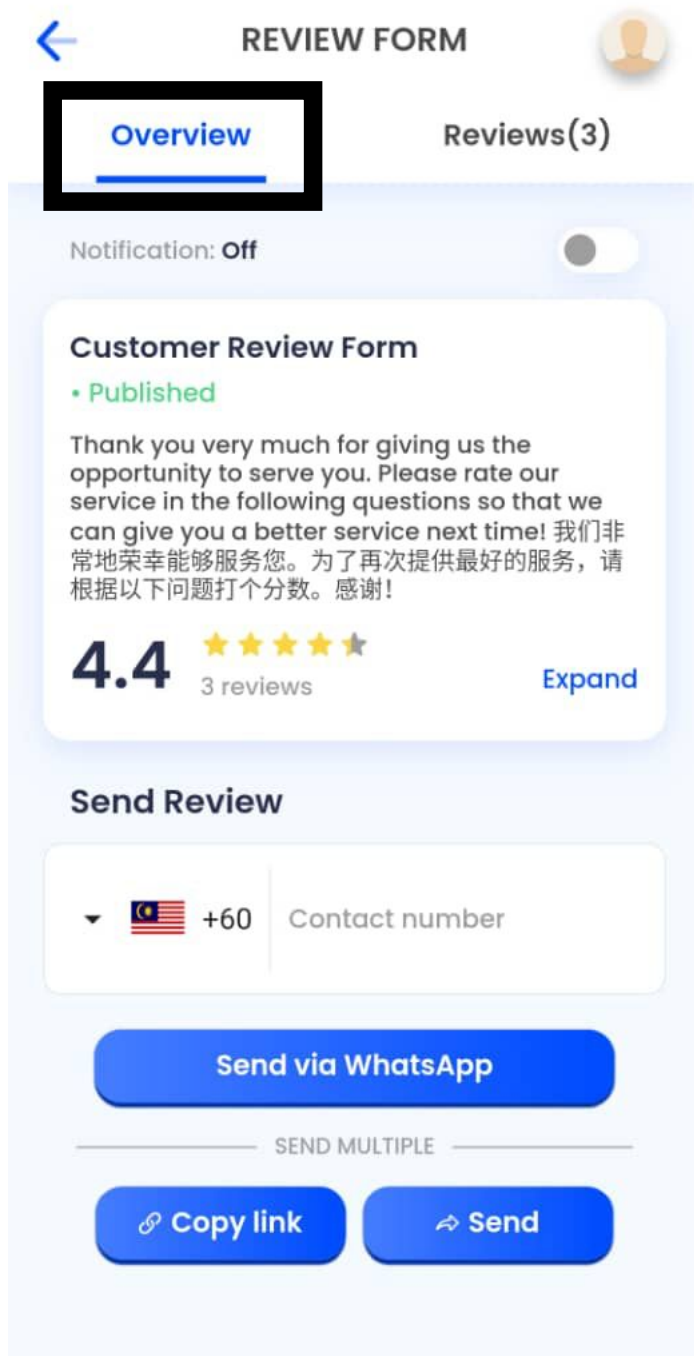 REVIEW FORM
Overview
Reviews(3)
Notification: Off
Customer Review Form
• Published
Thank you very much for giving us the
opportunity to serve you. Please rate our
service in the following questions so that we
can give you a better service next time! 我们非
常地荣幸能够服务您。为了再次提供最好的服务，请
根据以下问题打个分数。感谢！
4.4
3 reviews
Expand
Send Review
+60
Contact number
Send via WhatsApp
SEND MULTIPLE
Copy link
Send